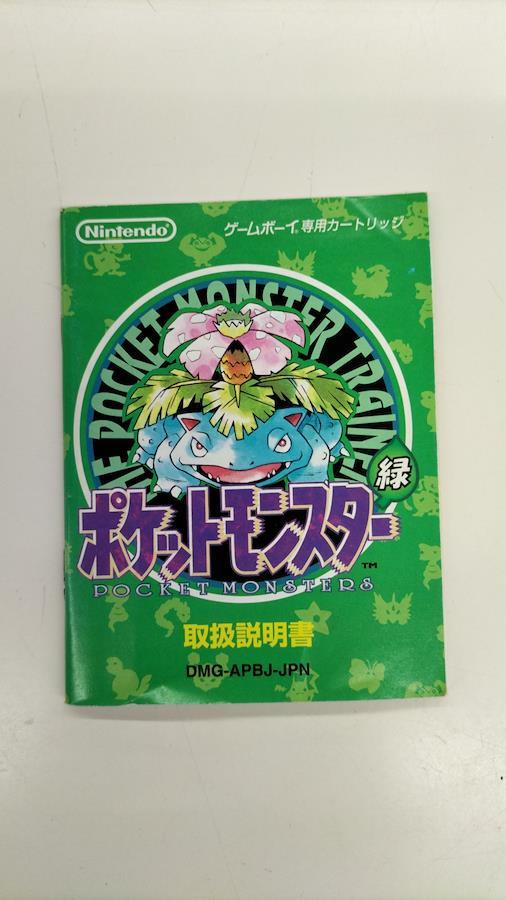 Nintendo®
ゲームボーイ®専用カートリッジ
POCKET MONSTER TRAINER
緑
ポケットモンスター
TM
POCKET MONSTERS
取扱説明書
DMG-APBJ-JPN